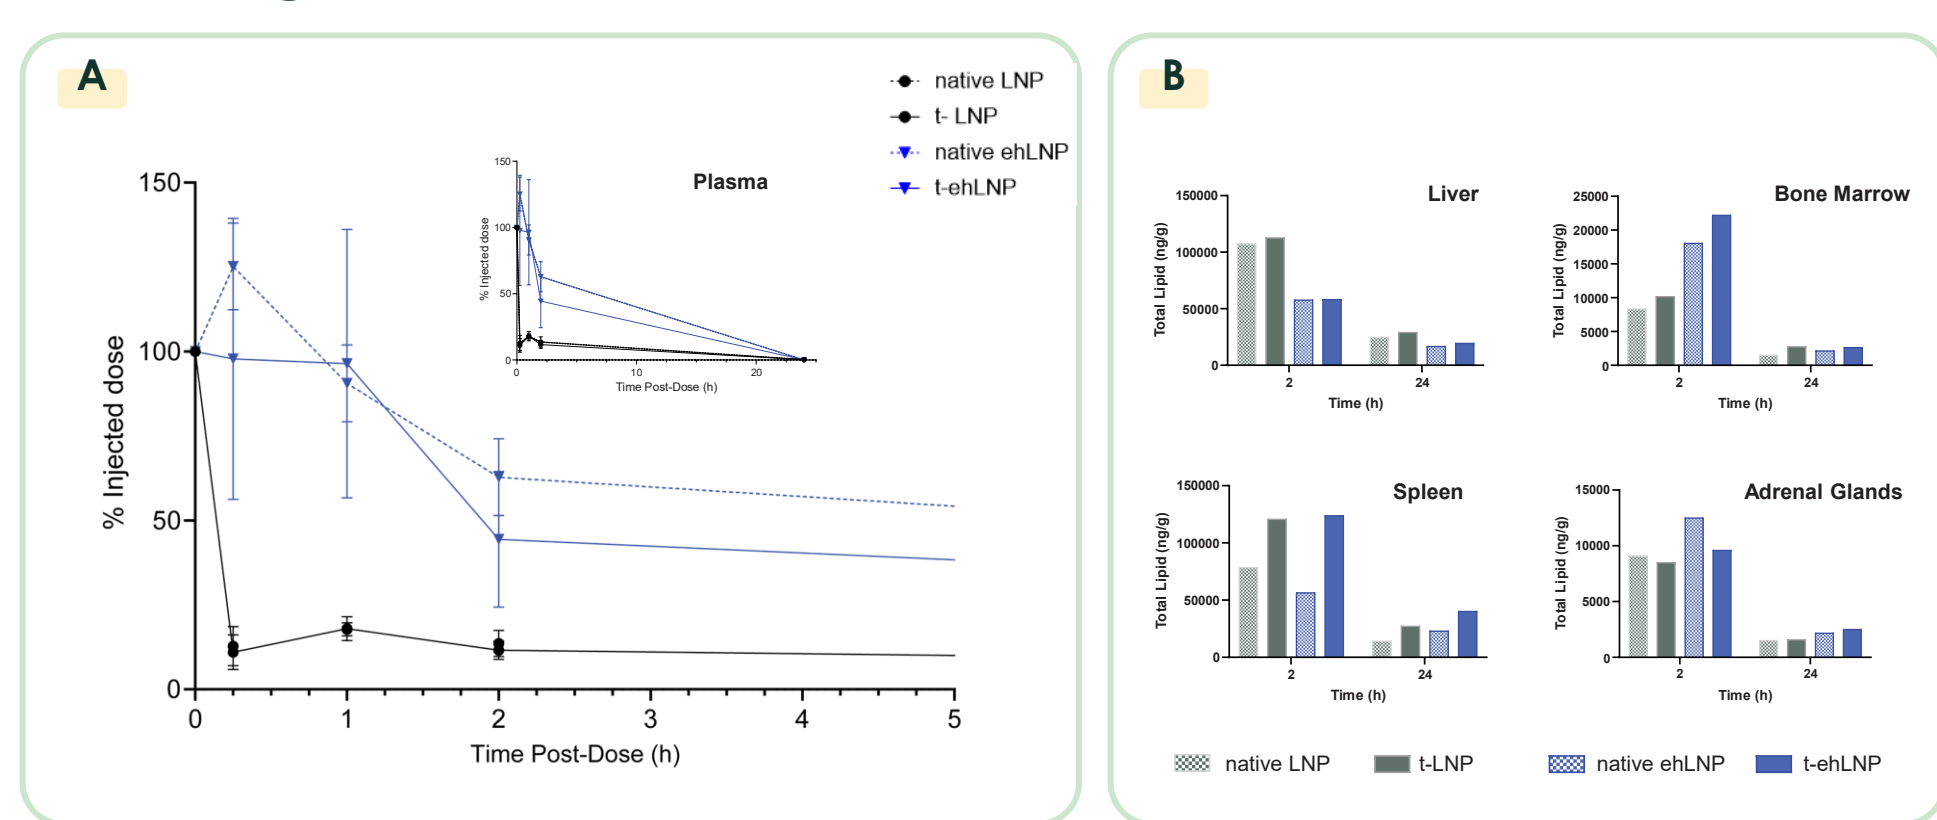 A
native LNP
t- LNP
native ehLNP
t-ehLNP
Plasma
% Injected dose
150
100
50
0
0
1
2
3
4
5
Time Post-Dose (h)
% Injected dose
150
100
50
0
0
10
20
Time Post-Dose (h)
B
Liver
Total Lipid (ng/g)
150000
100000
50000
0
2
24
Time (h)
Bone Marrow
Total Lipid (ng/g)
25000
20000
15000
10000
5000
0
2
24
Time (h)
Spleen
Total Lipid (ng/g)
150000
100000
50000
0
2
24
Time (h)
Adrenal Glands
Total Lipid (ng/g)
15000
10000
5000
0
2
24
Time (h)
native LNP
t-LNP
native ehLNP
t-ehLNP